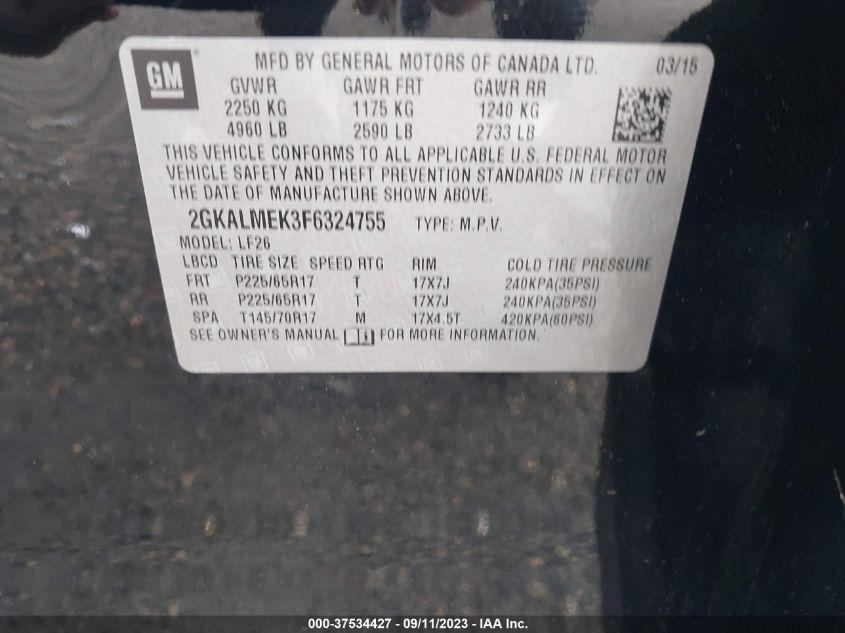 GM ® MFD BY GENERAL MOTORS OF CANADA LTD. 03/15
GVWR GAWR FRT GAWR RR
2250 KG 1175 KG 1240 KG
4960 LB 2590 LB 2733 LB
THIS VEHICLE CONFORMS TO ALL APPLICABLE U.S. FEDERAL MOTOR
VEHICLE SAFETY AND THEFT PREVENTION STANDARDS IN EFFECT ON
THE DATE OF MANUFACTURE SHOWN ABOVE.
2GKALMEK3F6324755 TYPE: M.P.V.
MODEL: LF26
LBCD TIRE SIZE SPEED RTG RIM COLD TIRE PRESSURE
FRT P225/65R17 T 17X7J 240KPA(35PSI)
RR P225/65R17 T 17X7J 240KPA(35PSI)
SPA T145/70R17 M 17X4.5T 420KPA(60PSI)
SEE OWNER'S MANUAL FOR MORE INFORMATION.
000-37534427 - 09/11/2023 - IAA Inc.